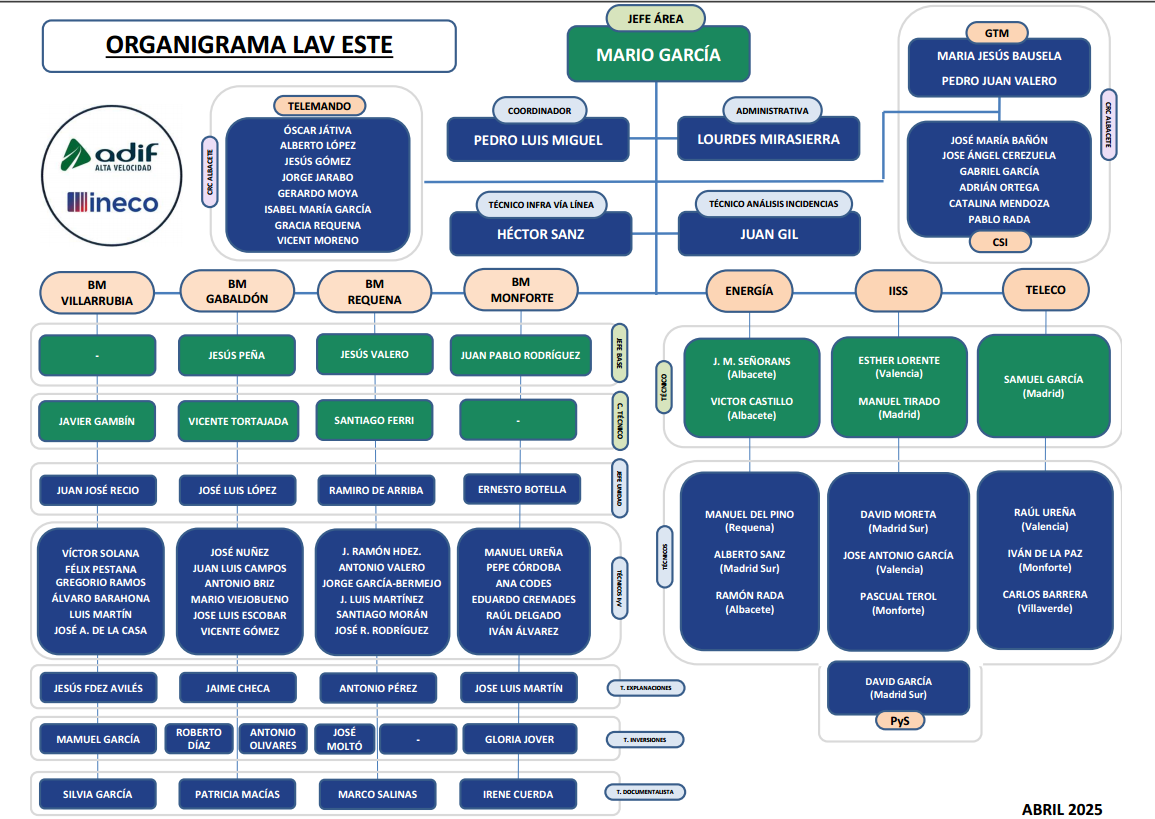 JEFE ÁREA
MARIO GARCÍA
ORGANIGRAMA LAV ESTE
GTM
MARIA JESÚS BAUSELA
PEDRO JUAN VALERO
adif
ALTA VELOCIDAD
ineco
TELEMANDO
CRC ALBACETE
ÓSCAR JÁTIVA
ALBERTO LÓPEZ
JESÚS GÓMEZ
JORGE JARABO
GERARDO MOYA
ISABEL MARÍA GARCÍA
GRACIA REQUENA
VICENT MORENO
COORDINADOR
PEDRO LUIS MIGUEL
ADMINISTRATIVA
LOURDES MIRASIERRA
TÉCNICO INFRA VÍA LÍNEA
HÉCTOR SANZ
TÉCNICO ANÁLISIS INCIDENCIAS
JUAN GIL
CRC ALBACETE
JOSÉ MARÍA BAÑÓN
JOSE ÁNGEL CEREZUELA
GABRIEL GARCÍA
ADRIÁN ORTEGA
CATALINA MENDOZA
PABLO RADA
CSI
BM
VILLARRUBIA
BM
GABALDÓN
BM
REQUENA
BM
MONFORTE
ENERGÍA
IISS
TELECO
-
JESÚS PEÑA
JESÚS VALERO
JUAN PABLO RODRÍGUEZ
JEFE BASE
JAVIER GAMBÍN
VICENTE TORTAJADA
SANTIAGO FERRI
-
C. TÉCNICO
JUAN JOSÉ RECIO
JOSÉ LUIS LÓPEZ
RAMIRO DE ARRIBA
ERNESTO BOTELLA
JEFE UNIDAD
VÍCTOR SOLANA
FÉLIX PESTANA
GREGORIO RAMOS
ÁLVARO BARAHONA
LUIS MARTÍN
JOSÉ A. DE LA CASA
JOSÉ NUÑEZ
JUAN LUIS CAMPOS
ANTONIO BRIZ
MARIO VIEJOBUENO
JOSE LUIS ESCOBAR
VICENTE GÓMEZ
J. RAMÓN HDEZ.
ANTONIO VALERO
JORGE GARCÍA-BERMEJO
J. LUIS MARTÍNEZ
SANTIAGO MORÁN
JOSÉ R. RODRÍGUEZ
MANUEL UREÑA
PEPE CÓRDOBA
ANA CODES
EDUARDO CREMADES
RAÚL DELGADO
IVÁN ÁLVAREZ
TÉCNICOS IyV
JESÚS FDEZ AVILÉS
JAIME CHECA
ANTONIO PÉREZ
JOSE LUIS MARTÍN
T. EXPLANACIONES
MAMUEL GARCÍA
ROBERTO
DÍAZ
ANTONIO
OLIVARES
JOSÉ
MOLTÓ
-
GLORIA JOVER
T. INVERSIONES
SILVIA GARCÍA
PATRICIA MACÍAS
MARCO SALINAS
IRENE CUERDA
T. DOCUMENTALISTA
TÉCNICO
J. M. SEÑORANS
(Albacete)
VICTOR CASTILLO
(Albacete)
ESTHER LORENTE
(Valencia)
MANUEL TIRADO
(Madrid)
SAMUEL GARCÍA
(Madrid)
TÉCNICOS
MANUEL DEL PINO
(Requena)
ALBERTO SANZ
(Madrid Sur)
RAMÓN RADA
(Albacete)
DAVID MORETA
(Madrid Sur)
JOSE ANTONIO GARCÍA
(Valencia)
PASCUAL TEROL
(Monforte)
RAÚL UREÑA
(Valencia)
IVÁN DE LA PAZ
(Monforte)
CARLOS BARRERA
(Villaverde)
DAVID GARCÍA
(Madrid Sur)
PyS
ABRIL 2025